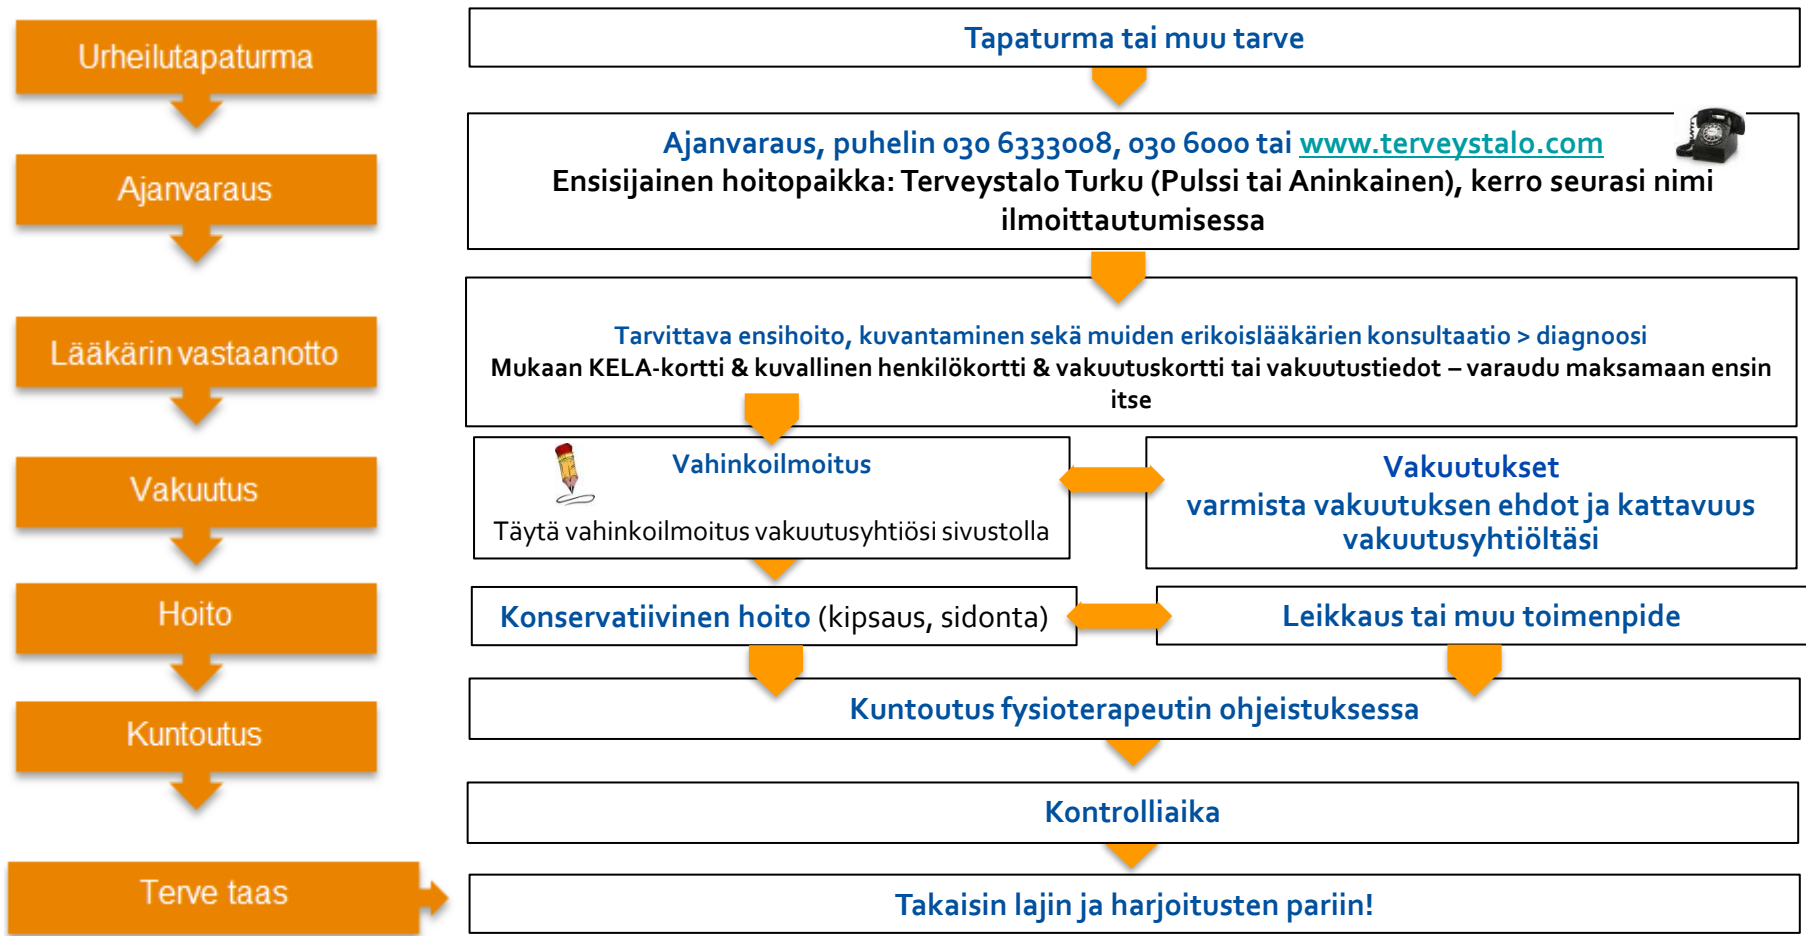 Urheilutapaturma
Tapaturma tai muu tarve
Ajanvaraus
Ajanvaraus, puhelin 030 6333008, 030 6000 tai www.terveystalo.com
Ensisijainen hoitopaikka: Terveystalo Turku (Pulssi tai Aninkainen), kerro seurasi nimi
ilmoittautumisessa
Lääkärin vastaanotto
Tarvittava ensihoito, kuvantaminen sekä muiden erikoislääkärien konsultaatio > diagnoosi
Mukaan KELA-kortti & kuvallinen henkilökortti & vakuutuskortti tai vakuutustiedot – varaudu maksamaan ensin
itse
Vakuutus
Vahinkoilmoitus
Täytä vahinkoilmoitus vakuutusyhtiösi sivustolla
Vakuutukset
varmista vakuutuksen ehdot ja kattavuus
vakuutusyhtiöltäsi
Hoito
Konservatiivinen hoito (kipsaus, sidonta)
Leikkaus tai muu toimenpide
Kuntoutus
Kuntoutus fysioterapeutin ohjeistuksessa
Kontrolliaika
Terve taas
Takaisin lajin ja harjoitusten pariin!